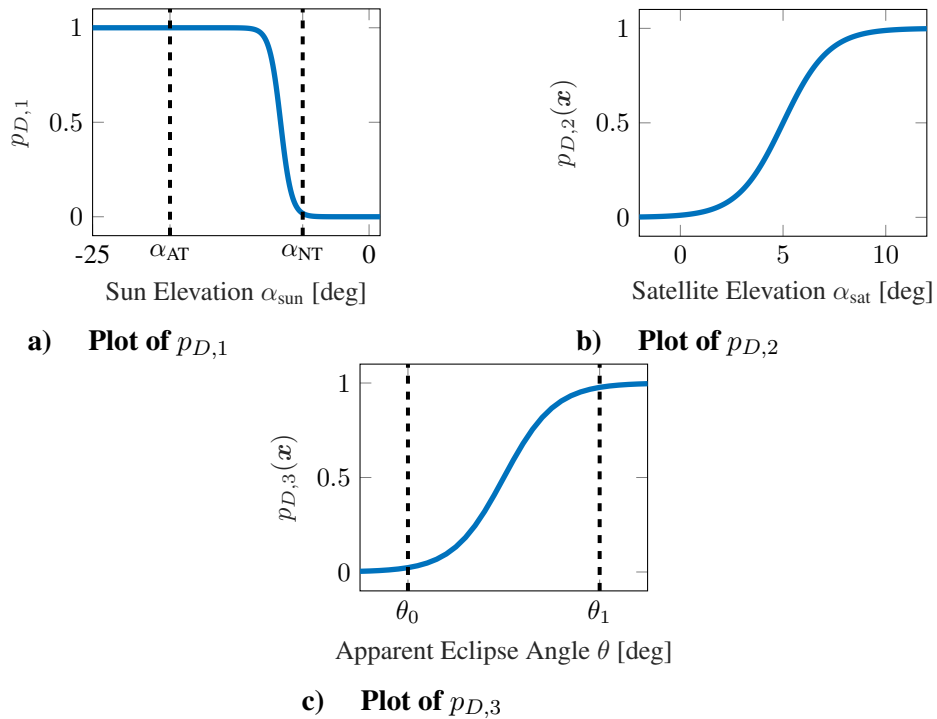 1
0.5
0
p_{D,1}
-25 α_AT α_NT 0
Sun Elevation α_sun [deg]
a) Plot of p_{D,1}
1
0.5
0
p_{D,2}(x)
0 5 10
Satellite Elevation α_sat [deg]
b) Plot of p_{D,2}
1
0.5
0
p_{D,3}(x)
θ_0 θ_1
Apparent Eclipse Angle θ [deg]
c) Plot of p_{D,3}